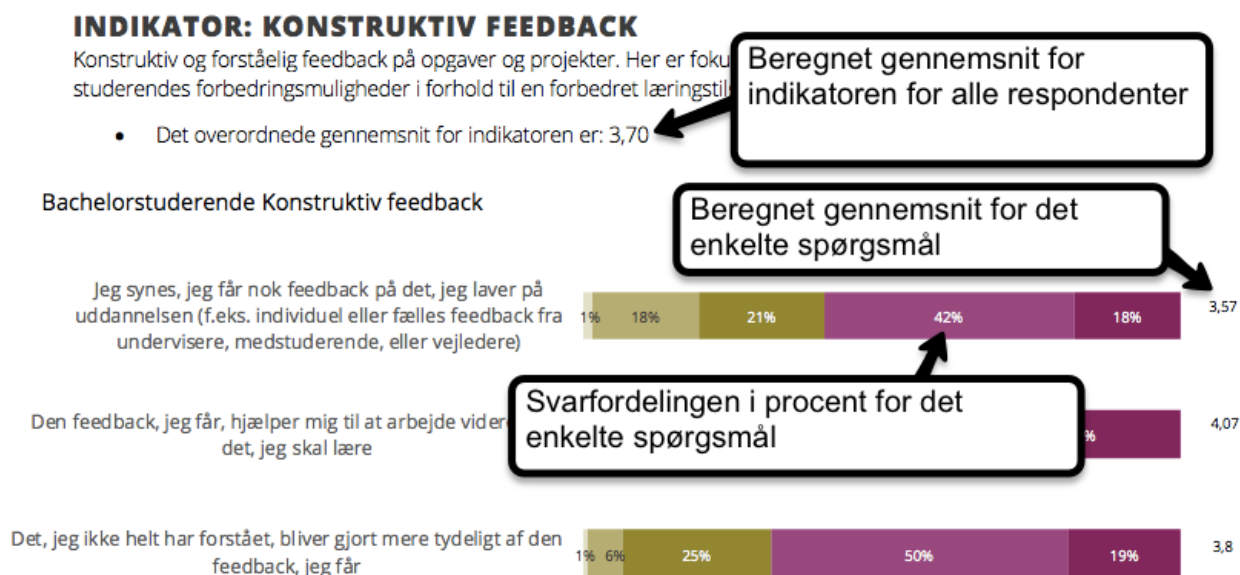 INDIKATOR: KONSTRUKTIV FEEDBACK
Konstruktiv og forståelig feedback på opgaver og projekter. Her er
studerendes forbedringsmuligheder i forhold til en forbedret
• Det overordnede gennemsnit for indikatoren er: 3,70
Beregnet gennemsnit for
indikatoren for alle respondenter
Bachelorstuderende Konstruktiv feedback
Beregnet gennemsnit for det
enkelte spørgsmål
Jeg synes, jeg får nok feedback på det, jeg laver på
uddannelsen (f.eks. individuel eller fælles feedback fra
undervisere, medstuderende, eller vejledere)
1% 18% 21% 42% 18% 3,57
Svarfordelingen i procent for det
enkelte spørgsmål
Den feedback, jeg får, hjælper mig til at arbejde
det, jeg skal lære
% 4,07
Det, jeg ikke helt har forstået, bliver gjort mere tydeligt af den
feedback, jeg får
1% 6% 25% 50% 19% 3,8